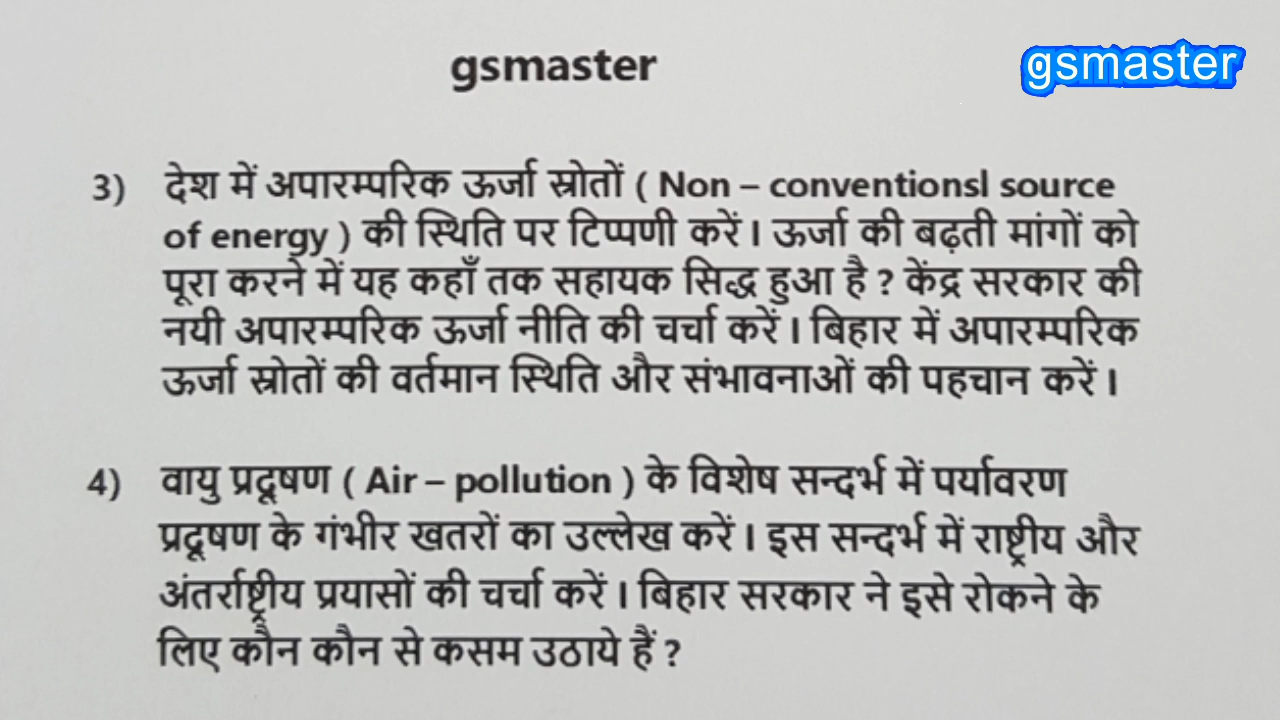 gsmaster
gsmaster
3) देश में अपारम्परिक ऊर्जा स्रोतों ( Non – conventionsl source
of energy ) की स्थिति पर टिप्पणी करें । ऊर्जा की बढ़ती मांगों को
पूरा करने में यह कहाँ तक सहायक सिद्ध हुआ है ? केंद्र सरकार की
नयी अपारम्परिक ऊर्जा नीति की चर्चा करें । बिहार में अपारम्परिक
ऊर्जा स्रोतों की वर्तमान स्थिति और संभावनाओं की पहचान करें ।
4) वायु प्रदूषण ( Air – pollution ) के विशेष सन्दर्भ में पर्यावरण
प्रदूषण के गंभीर खतरों का उल्लेख करें । इस सन्दर्भ में राष्ट्रीय और
अंतर्राष्ट्रीय प्रयासों की चर्चा करें । बिहार सरकार ने इसे रोकने के
लिए कौन कौन से कसम उठाये हैं ?